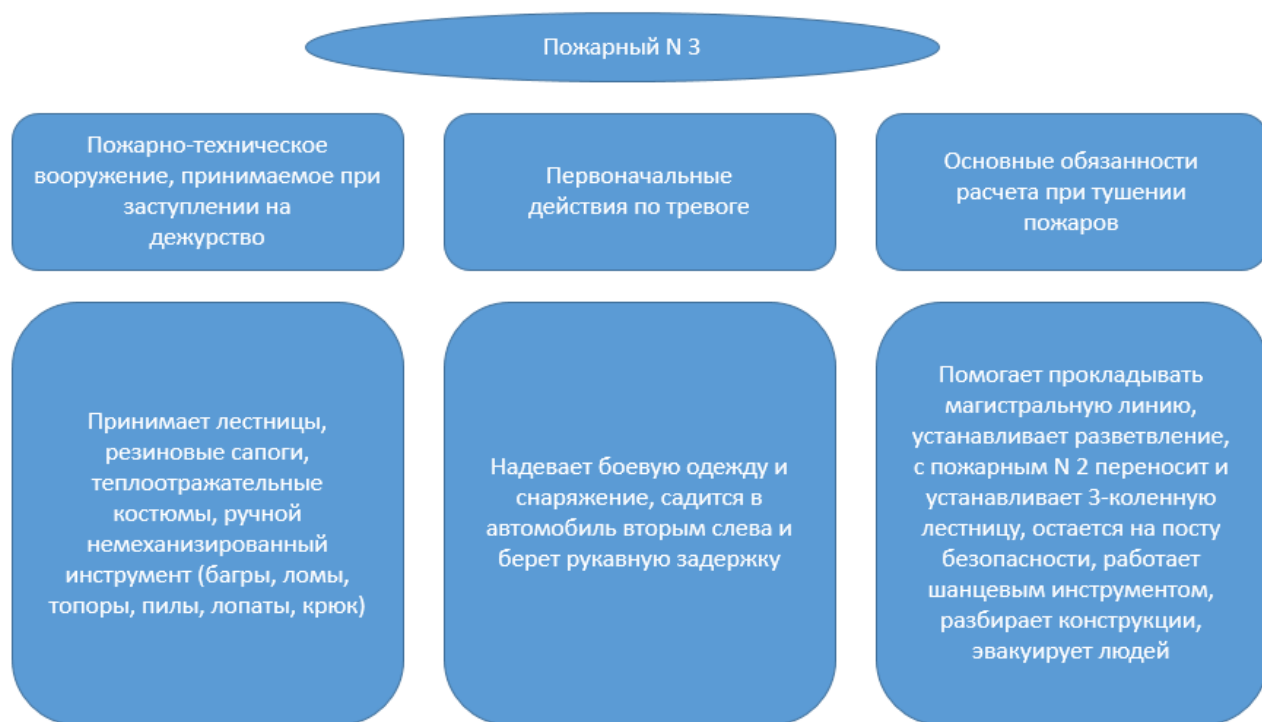 Пожарный N 3
Пожарно-техническое
вооружение, принимаемое при
заступлении на
дежурство
Первоначальные
действия по тревоге
Основные обязанности
расчета при тушении
пожаров
Принимает лестницы,
резиновые сапоги,
теплоотражательные
костюмы, ручной
немеханизированный
инструмент (багры, ломы,
топоры, пилы, лопаты, крюк)
Надевает боевую одежду и
снаряжение, садится в
автомобиль вторым слева и
берет рукавную задержку
Помогает прокладывать
магистральную линию,
устанавливает разветвление,
с пожарным N 2 переносит и
устанавливает 3-коленную
лестницу, остается на посту
безопасности, работает
шанцевым инструментом,
разбирает конструкции,
эвакуирует людей